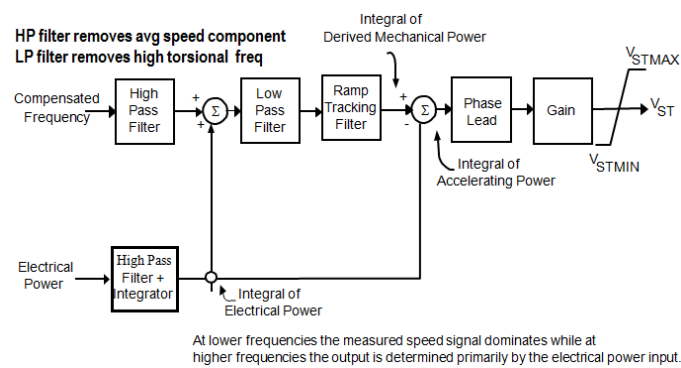 HP filter removes avg speed component
LP filter removes high torsional freq
Integral of
Derived Mechanical Power
V STMAX
Compensated
Frequency
High
Pass
Filter
+
+
Σ
Low
Pass
Filter
Ramp
Tracking
Filter
+
-
Σ
Phase
Lead
Gain
V ST
V STMIN
Integral of
Accelerating Power
Electrical
Power
High Pass
Filter +
Integrator
Integral of
Electrical Power
At lower frequencies the measured speed signal dominates while at
higher frequencies the output is determined primarily by the electrical power input.